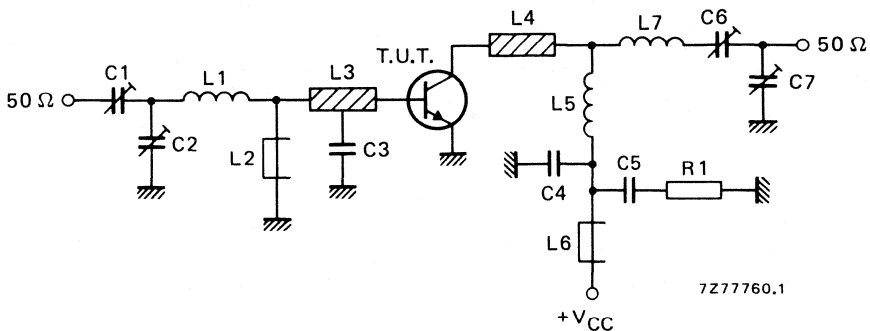 50 Ω
C1
C2
L1
L2
L3
C3
T.U.T.
L4
L5
C4
C5
R1
L6
+VCC
L7
C6
50 Ω
C7
7Z77760.1